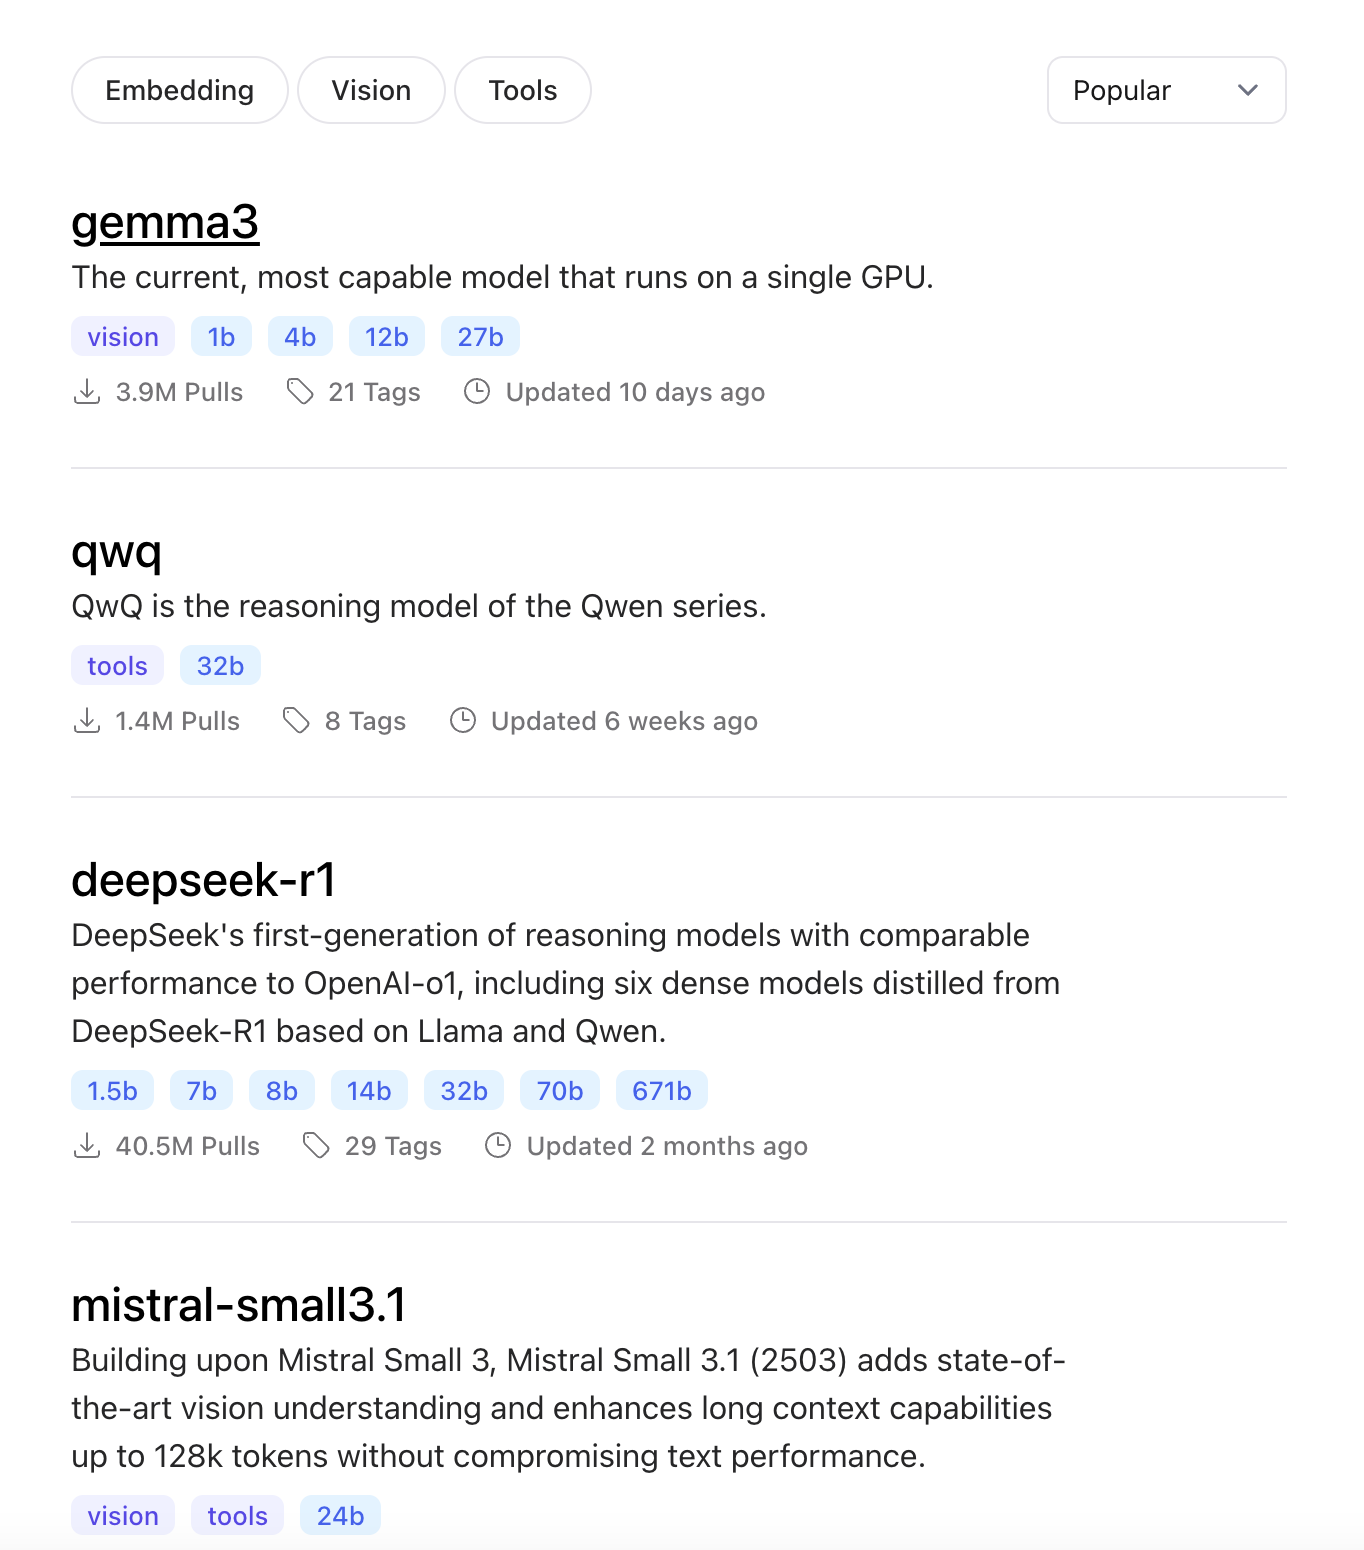 Embedding Vision Tools Popular
gemma3
The current, most capable model that runs on a single GPU.
vision 1b 4b 12b 27b
3.9M Pulls 21 Tags Updated 10 days ago
qwq
QwQ is the reasoning model of the Qwen series.
tools 32b
1.4M Pulls 8 Tags Updated 6 weeks ago
deepseek-r1
DeepSeek's first-generation of reasoning models with comparable
performance to OpenAI-o1, including six dense models distilled from
DeepSeek-R1 based on Llama and Qwen.
1.5b 7b 8b 14b 32b 70b 671b
40.5M Pulls 29 Tags Updated 2 months ago
mistral-small3.1
Building upon Mistral Small 3, Mistral Small 3.1 (2503) adds state-of-
the-art vision understanding and enhances long context capabilities
up to 128k tokens without compromising text performance.
vision tools 24b